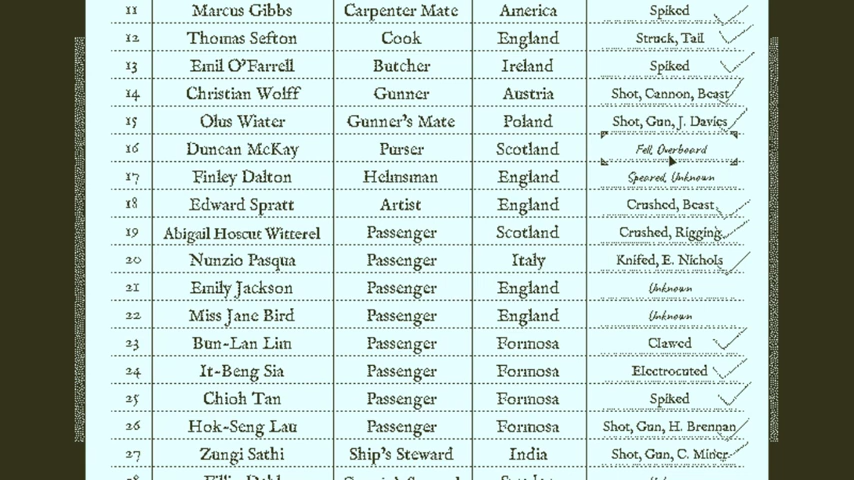 11 Marcus Gibbs Carpenter Mate America Spiked
12 Thomas Sefton Cook England Struck, Tail
13 Emil O'Farrell Butcher Ireland Spiked
14 Christian Wolff Gunner Austria Shot, Cannon, Beast
15 Olus Wiater Gunner's Mate Poland Shot, Gun, J. Davies
16 Duncan McKay Purser Scotland Fell Overboard
17 Finley Dalton Helmsman England Speared, Unknown
18 Edward Spratt Artist England Crushed, Beast
19 Abigail Hoscut Witterel Passenger Scotland Crushed, Rigging
20 Nunzio Pasqua Passenger Italy Knifed, E. Nichols
21 Emily Jackson Passenger England Unknown
22 Miss Jane Bird Passenger England Unknown
23 Bun-Lan Lim Passenger Formosa Clawed
24 It-Beng Sia Passenger Formosa Electrocuted
25 Chioh Tan Passenger Formosa Spiked
26 Hok-Seng Lau Passenger Formosa Shot, Gun, H. Brennan
27 Zungi Sathi Ship's Steward India Shot, Gun, C. Miner